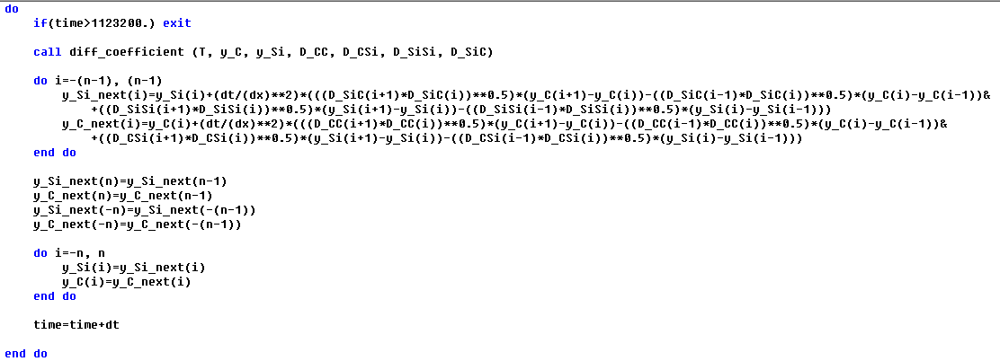 do
    if(time>1123200.) exit

    call diff_coefficient (T, y_C, y_Si, D_CC, D_CSi, D_SiSi, D_SiC)

    do i=-(n-1), (n-1)
        y_Si_next(i)=y_Si(i)+(dt/(dx)**2)*(((D_SiC(i+1)*D_SiC(i))**0.5)*(y_C(i+1)-y_C(i))-((D_SiC(i-1)*D_SiC(i))**0.5)*(y_C(i)-y_C(i-1))&
            +((D_SiSi(i+1)*D_SiSi(i))**0.5)*(y_Si(i+1)-y_Si(i))-((D_SiSi(i-1)*D_SiSi(i))**0.5)*(y_Si(i)-y_Si(i-1)))
        y_C_next(i)=y_C(i)+(dt/(dx)**2)*(((D_CC(i+1)*D_CC(i))**0.5)*(y_C(i+1)-y_C(i))-((D_CC(i-1)*D_CC(i))**0.5)*(y_C(i)-y_C(i-1))&
            +((D_CSi(i+1)*D_CSi(i))**0.5)*(y_Si(i+1)-y_Si(i))-((D_CSi(i-1)*D_CSi(i))**0.5)*(y_Si(i)-y_Si(i-1)))
    end do

    y_Si_next(n)=y_Si_next(n-1)
    y_C_next(n)=y_C_next(n-1)
    y_Si_next(-n)=y_Si_next(-(n-1))
    y_C_next(-n)=y_C_next(-(n-1))

    do i=-n, n
        y_Si(i)=y_Si_next(i)
        y_C(i)=y_C_next(i)
    end do

    time=time+dt

end do